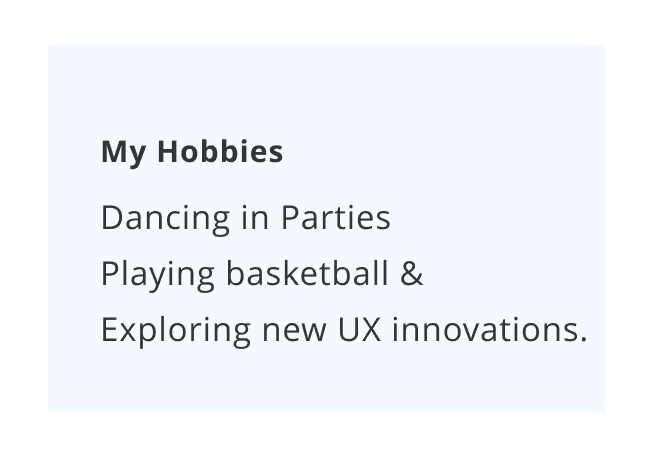 My Hobbies
Dancing in Parties
Playing basketball &
Exploring new UX innovations.